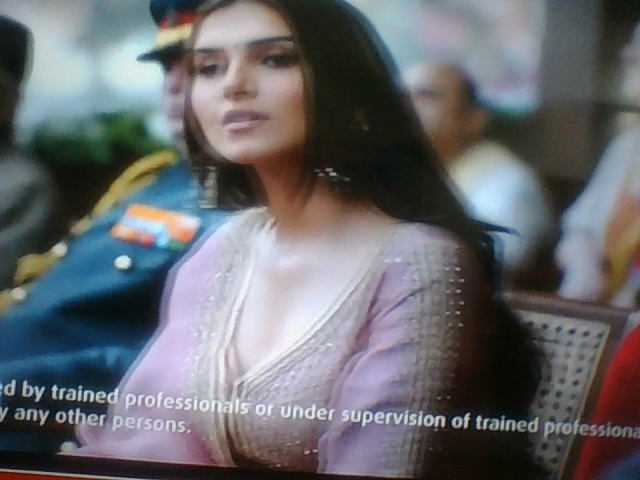 ed by trained professionals or under supervision of trained professiona
y any other persons.